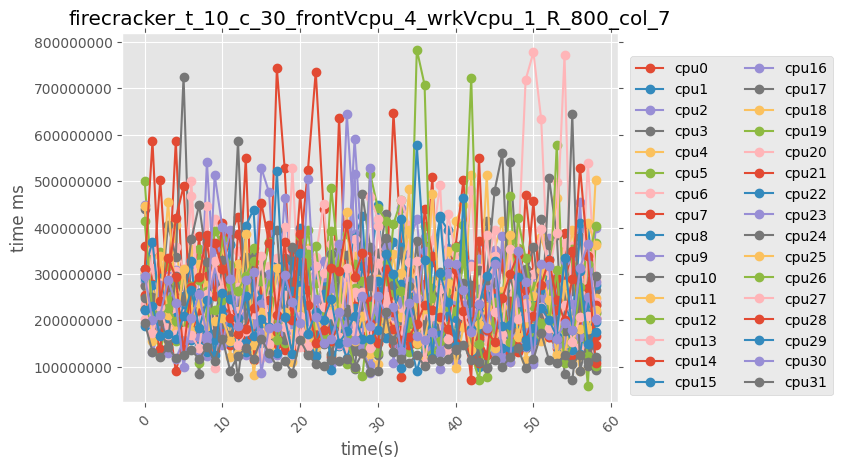 firecracker_t_10_c_30_frontVcpu_4_wrkVcpu_1_R_800_col_7
800000000
700000000
600000000
500000000
400000000
300000000
200000000
100000000
time ms
0
10
20
30
40
50
60
time(s)
cpu0
cpu1
cpu2
cpu3
cpu4
cpu5
cpu6
cpu7
cpu8
cpu9
cpu10
cpu11
cpu12
cpu13
cpu14
cpu15
cpu16
cpu17
cpu18
cpu19
cpu20
cpu21
cpu22
cpu23
cpu24
cpu25
cpu26
cpu27
cpu28
cpu29
cpu30
cpu31